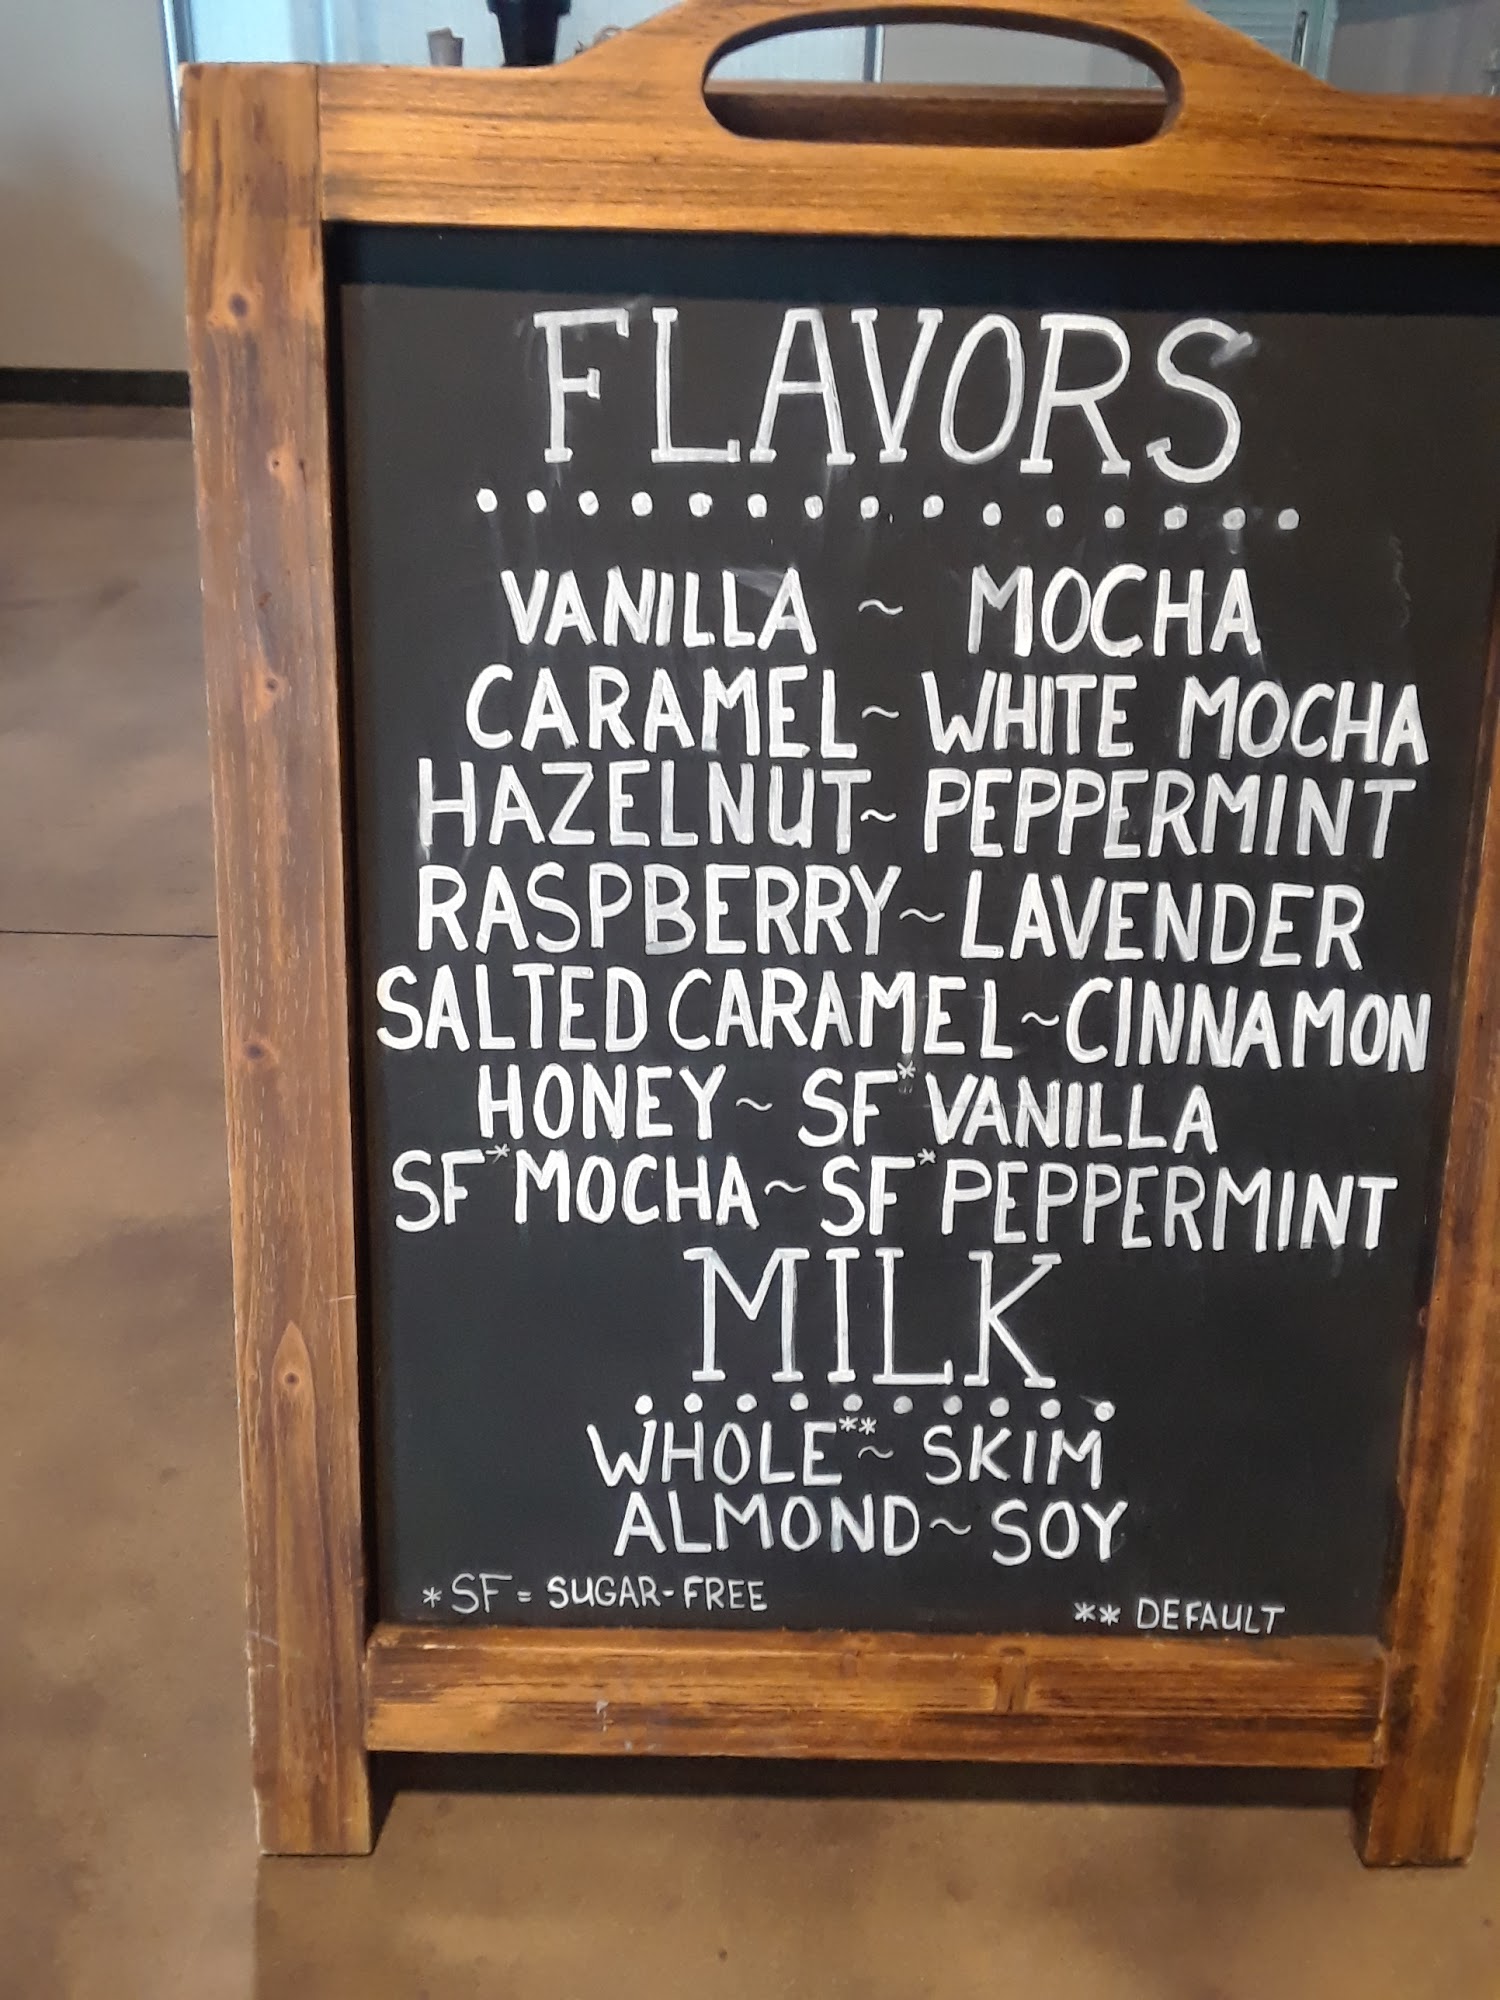 FLAVORS
VANILLA ~ MOCHA
CARAMEL ~ WHITE MOCHA
HAZELNUT ~ PEPPERMINT
RASPBERRY ~ LAVENDER
SALTED CARAMEL ~ CINNAMON
HONEY ~ SF* VANILLA
SF* MOCHA ~ SF* PEPPERMINT
MILK
WHOLE** ~ SKIM
ALMOND ~ SOY
* SF = SUGAR-FREE
** DEFAULT